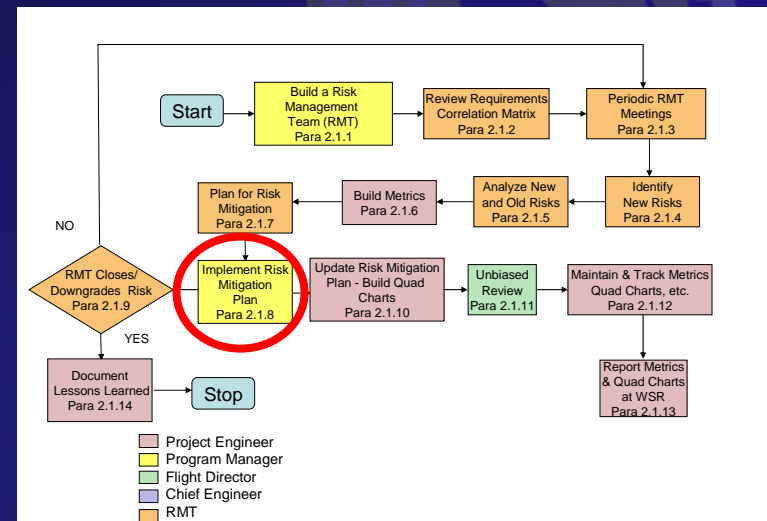 Start
Build a Risk
Management
Team (RMT)
Para 2.1.1
Review Requirements
Correlation Matrix
Para 2.1.2
Periodic RMT
Meetings
Para 2.1.3
Plan for Risk
Mitigation
Para 2.1.7
Build Metrics
Para 2.1.6
Analyze New
and Old Risks
Para 2.1.5
Identify
New Risks
Para 2.1.4
NO
RMT Closes/
Downgrades Risk
Para 2.1.9
Implement Risk
Mitigation
Plan
Para 2.1.8
Update Risk Mitigation
Plan - Build Quad
Charts
Para 2.1.10
Unbiased
Review
Para 2.1.11
Maintain & Track Metrics
Quad Charts, etc.
Para 2.1.12
YES
Document
Lessons Learned
Para 2.1.14
Stop
Report Metrics
& Quad Charts
at WSR
Para 2.1.13
Project Engineer
Program Manager
Flight Director
Chief Engineer
RMT